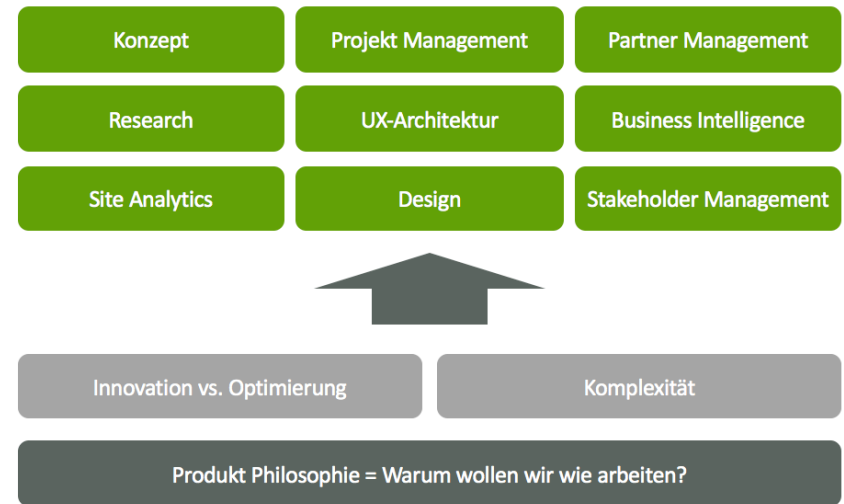 Konzept
Projekt Management
Partner Management
Research
UX-Architektur
Business Intelligence
Site Analytics
Design
Stakeholder Management
Innovation vs. Optimierung
Komplexität
Produkt Philosophie = Warum wollen wir wie arbeiten?